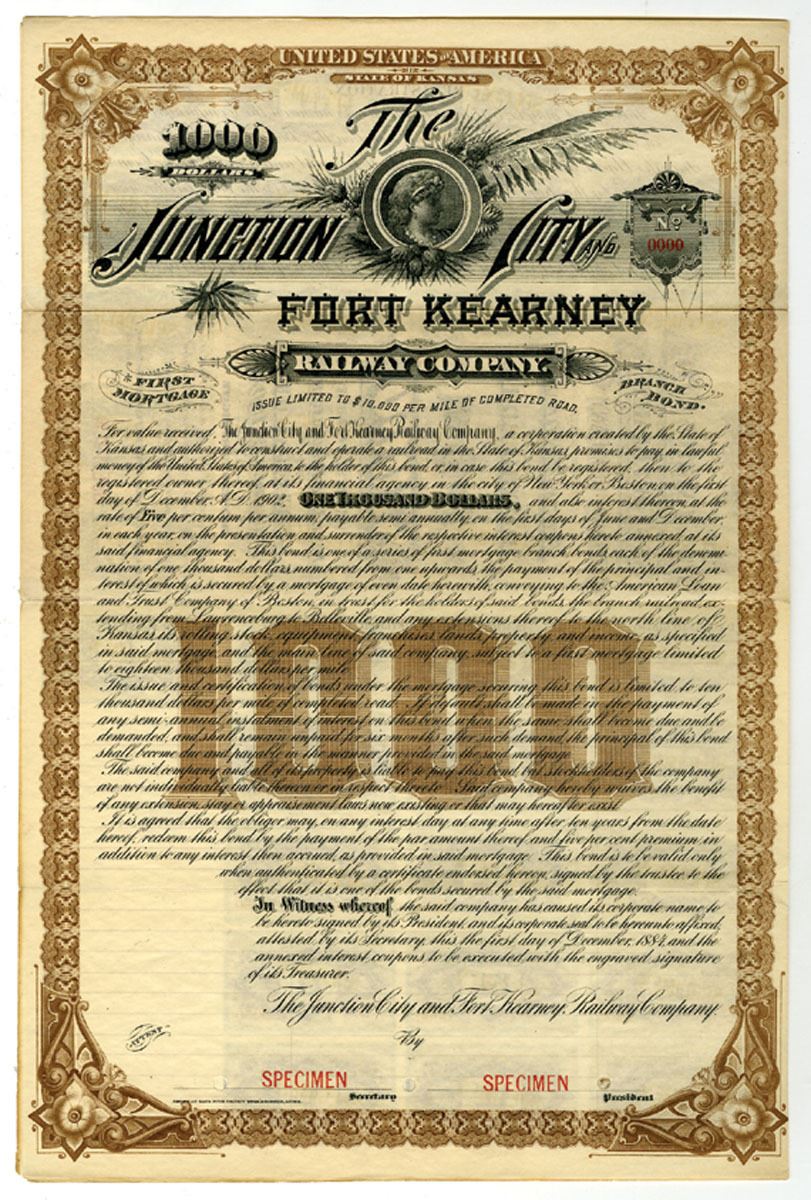 UNITED STATES OF AMERICA
STATE OF KANSAS
1000
DOLLARS
The
JUNCTION CITY AND
No
0000
FORT KEARNEY
RAILWAY COMPANY.
FIRST MORTGAGE
BRANCH BOND.
ISSUE LIMITED TO $10,000 PER MILE OF COMPLETED ROAD.
For value received, The Junction City and Fort Kearney Railway Company, a corporation created by the State of
Kansas and authorized to construct and operate a railroad in the State of Kansas, promises to pay in lawful
money of the United States of America, to the holder of this bond, or, in case this bond be registered, then to the
registered owner thereof, at its financial agency in the city of New York or Boston, on the first
day of December, A.D. 1902, ONE THOUSAND DOLLARS, and also interest thereon, at the
rate of Five per centum per annum, payable semi annually, on the first days of June and December,
in each year, on the presentation and surrender of the respective interest coupons hereto annexed, at its
said financial agency. This bond is one of a series of first mortgage branch bonds, each of the denomi-
nation of one thousand dollars, numbered from one upwards, the payment of the principal and in-
terest of which, is secured by a mortgage of even date herewith, conveying to the American Loan
and Trust Company of Boston, in trust for the holders of said bonds, the branch railroad, ex-
tending from Lawrenceburg to Belleville, and any extensions thereof to the north line of
Kansas, its rolling stock, equipment, franchises, lands, property, and income, as specified
in said mortgage, and the main line of said company, subject to a first mortgage limited
to eighteen thousand dollars per mile.
The issue and certification of bonds under the mortgage securing this bond is limited to ten
thousand dollars per mile of completed road. If default shall be made in the payment of
any semi-annual instalment of interest on this bond when the same shall become due and be
demanded, and shall remain unpaid for six months after such demand, the principal of this bond
shall become due and payable in the manner provided in the said mortgage.
The said company and all of its property is liable to pay this bond, but stockholders of the company
are not individually liable thereon or in respect thereto. Said company hereby waives the benefit
of any extension, stay or appraisement laws now existing or that may hereafter exist.
It is agreed that the obligor may, on any interest day at any time after ten years from the date
hereof, redeem this bond by the payment of the par amount thereof and five per cent premium, in
addition to any interest then accrued, as provided in said mortgage. This bond is to be valid only
when authenticated by a certificate endorsed hereon, signed by the trustee to the
effect that it is one of the bonds secured by the said mortgage.
In Witness whereof the said company has caused its corporate name to
be hereto signed by its President, and its corporate seal to be hereunto affixed,
attested by its Secretary, this the first day of December, 1884, and the
annexed interest coupons to be executed with the engraved signature
of its Treasurer.
The Junction City and Fort Kearney Railway Company.
ATTEST
By
SPECIMEN
SPECIMEN
Secretary
President
1000